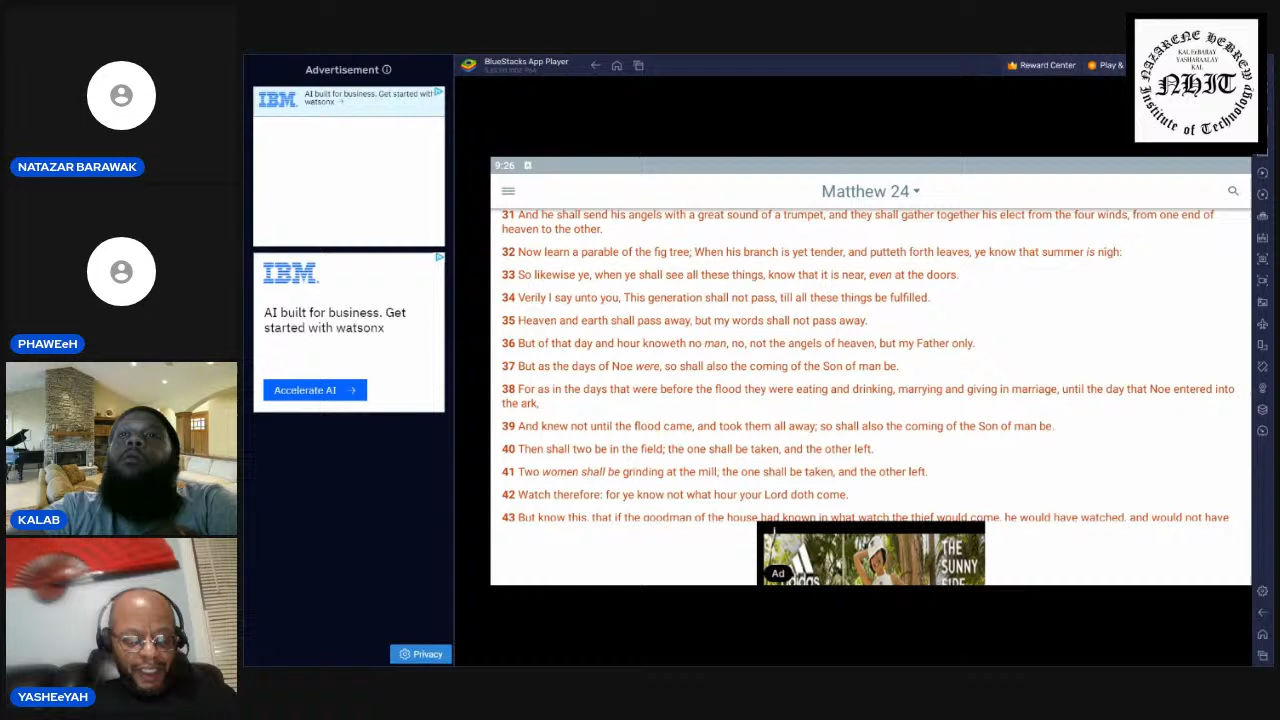 NATAZAR BARAWAK
PHAWEeH
KALAB
YASHEeYAH
Advertisement
IBM.
AI built for business. Get started with
watsonx →
IBM.
AI built for business. Get
started with watsonx
Accelerate AI →
Privacy
BlueStacks App Player
Reward Center
Play &
NAZARENE HEBREW
KAL EeBARAY
YASHARAALAY
KAL
NHIT
Institute of Technology
9:26
Matthew 24
31 And he shall send his angels with a great sound of a trumpet, and they shall gather together his elect from the four winds, from one end of
heaven to the other.
32 Now learn a parable of the fig tree; When his branch is yet tender, and putteth forth leaves, ye know that summer is nigh:
33 So likewise ye, when ye shall see all these things, know that it is near, even at the doors.
34 Verily I say unto you, This generation shall not pass, till all these things be fulfilled.
35 Heaven and earth shall pass away, but my words shall not pass away.
36 But of that day and hour knoweth no man, no, not the angels of heaven, but my Father only.
37 But as the days of Noe were, so shall also the coming of the Son of man be.
38 For as in the days that were before the flood they were eating and drinking, marrying and giving in marriage, until the day that Noe entered into
the ark,
39 And knew not until the flood came, and took them all away; so shall also the coming of the Son of man be.
40 Then shall two be in the field; the one shall be taken, and the other left.
41 Two women shall be grinding at the mill; the one shall be taken, and the other left.
42 Watch therefore: for ye know not what hour your Lord doth come.
43 But know this, that if the goodman of the house had known in what watch the thief would come, he would have watched, and would not have
adidas
Ad
THE
SUNNY
SIDE